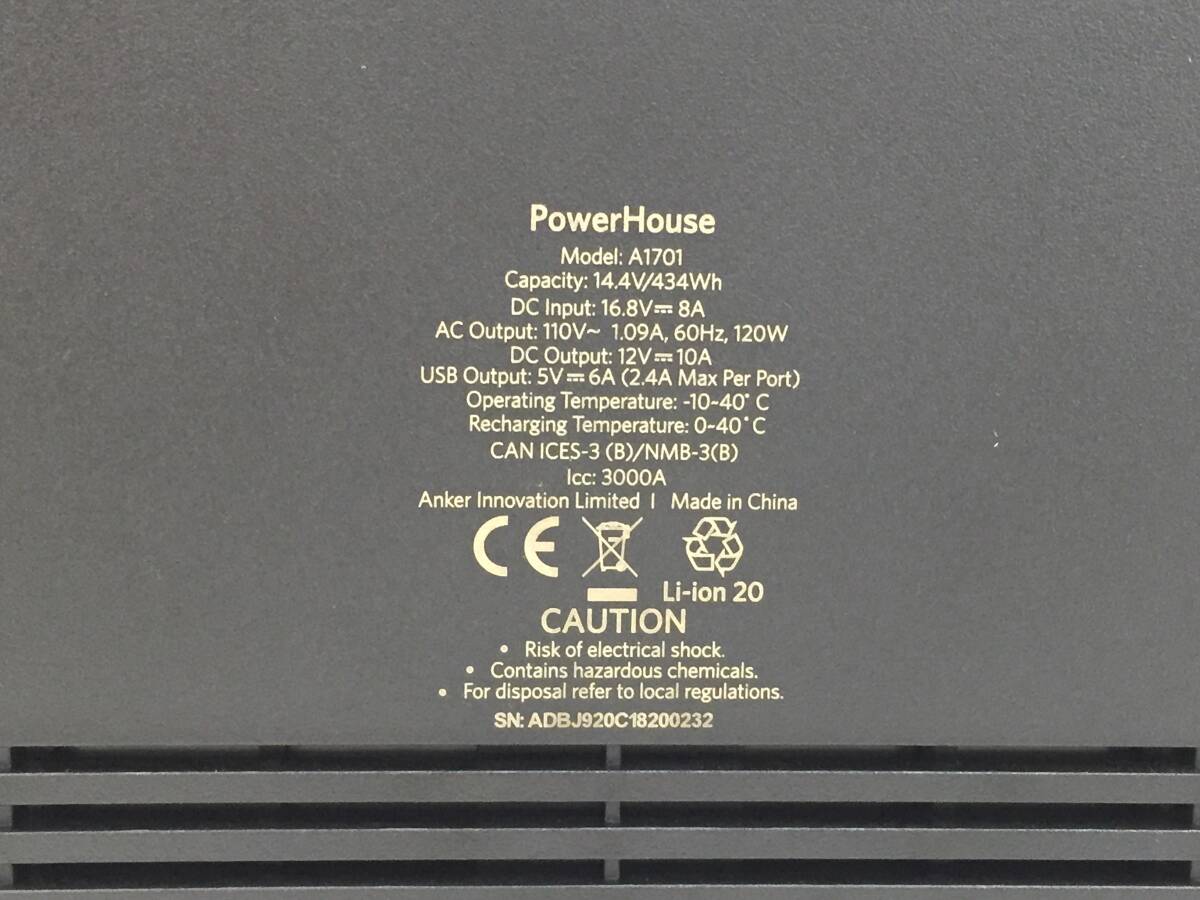 PowerHouse
Model: A1701
Capacity: 14.4V/434Wh
DC Input: 16.8V⎓ 8A
AC Output: 110V~ 1.09A, 60Hz, 120W
DC Output: 12V⎓10A
USB Output: 5V⎓6A (2.4A Max Per Port)
Operating Temperature: -10~40° C
Recharging Temperature: 0~40° C
CAN ICES-3 (B)/NMB-3(B)
Icc: 3000A
Anker Innovation Limited | Made in China
CE
Li-ion 20
CAUTION
• Risk of electrical shock.
• Contains hazardous chemicals.
• For disposal refer to local regulations.
SN: ADBJ920C18200232